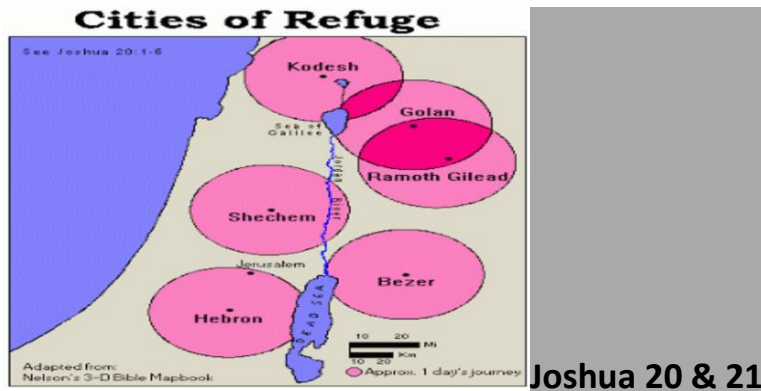 Cities of Refuge
See Joshua 20:1-6
Kodesh
Golan
Sea of
Galilee
Ramoth Gilead
Jordan River
Shechem
Jerusalem
Bezer
Hebron
DEAD SEA
10 20
Mi
Km
10 20
Approx. 1 day's journey
Adapted from:
Nelson's 3-D Bible Mapbook
Joshua 20 & 21